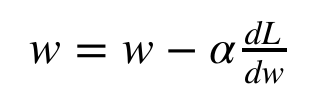 w = w − α dL/dw